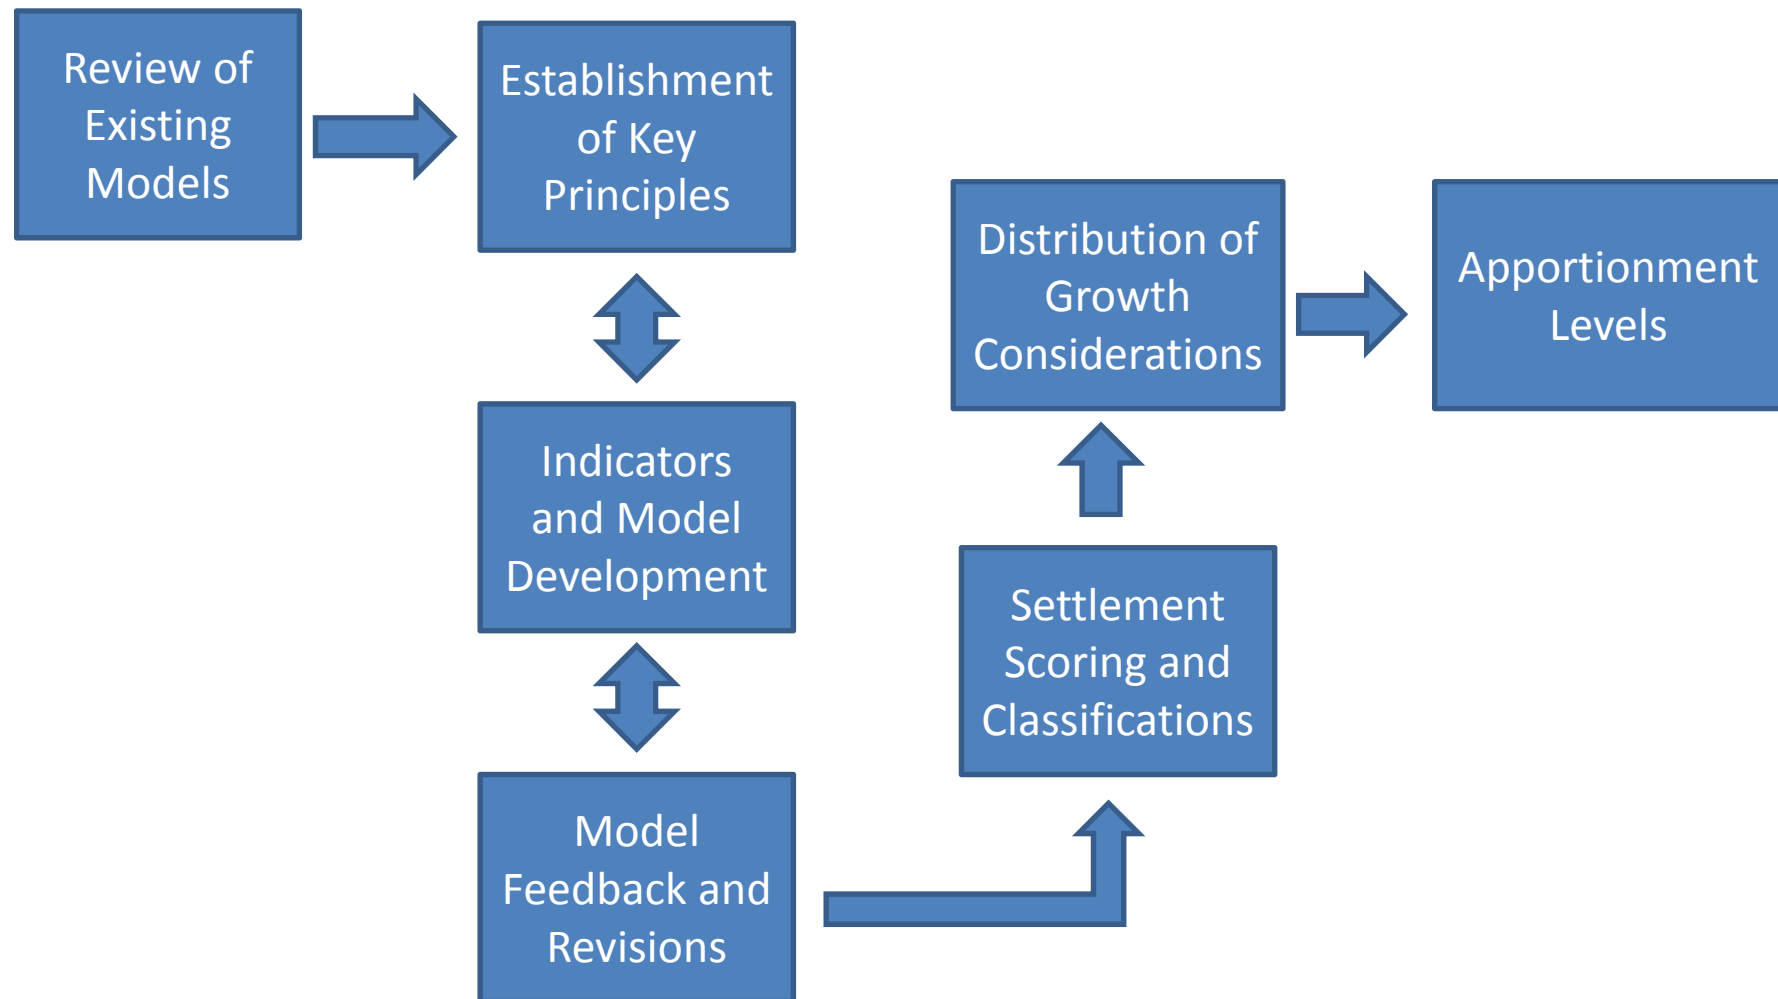 Review of
Existing
Models
Establishment
of Key
Principles
Indicators
and Model
Development
Model
Feedback and
Revisions
Settlement
Scoring and
Classifications
Distribution of
Growth
Considerations
Apportionment
Levels